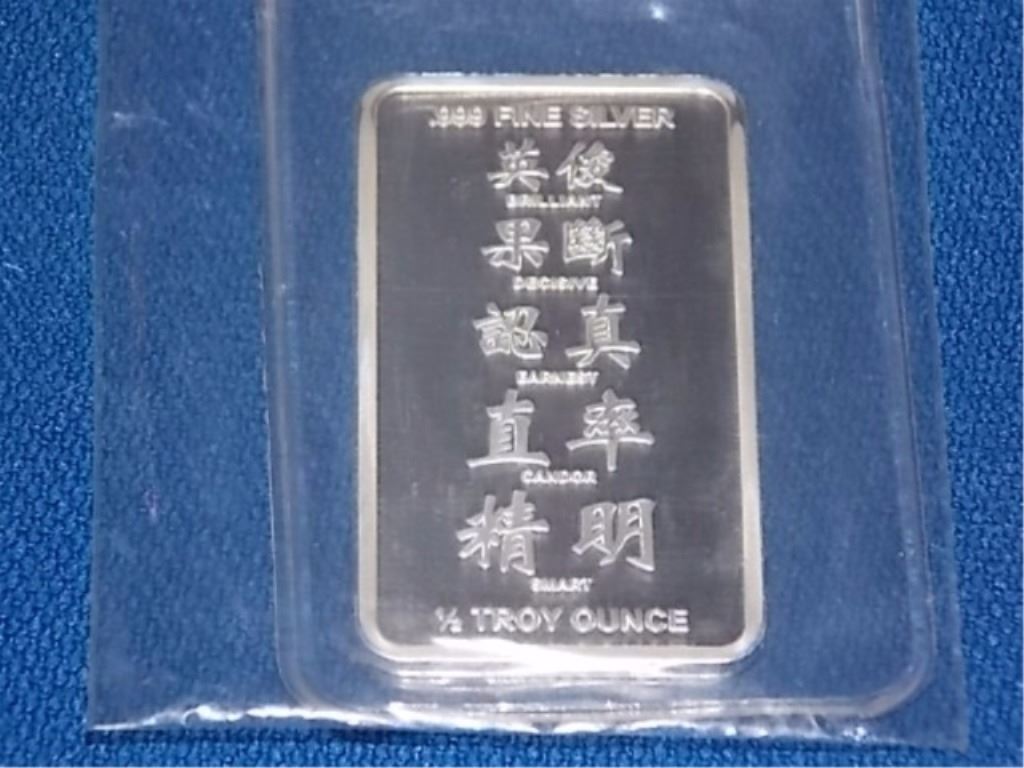 .999 FINE SILVER
英俊
BRILLIANT
果斷
DECISIVE
認真
EARNEST
直率
CANDOR
精明
SMART
½ TROY OUNCE